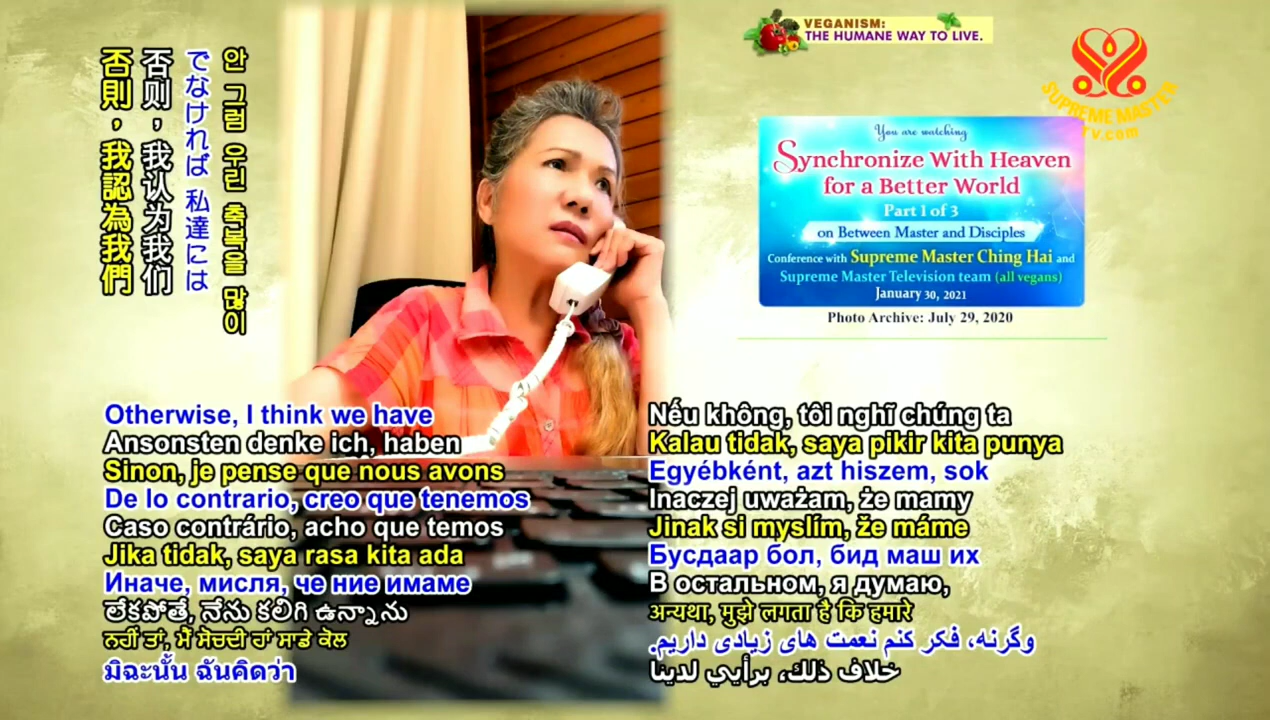 VEGANISM:
THE HUMANE WAY TO LIVE.
SUPREME MASTER
TV.com
You are watching
Synchronize With Heaven
for a Better World
Part 1 of 3
on Between Master and Disciples
Conference with Supreme Master Ching Hai and
Supreme Master Television team (all vegans)
January 30, 2021
Photo Archive: July 29, 2020
안 그럼 우린 축복을 많이
でなければ 私達には
否则，我认为我们
否則，我認為我們
Otherwise, I think we have
Ansonsten denke ich, haben
Sinon, je pense que nous avons
De lo contrario, creo que tenemos
Caso contrário, acho que temos
Jika tidak, saya rasa kita ada
Иначе, мисля, че ние имаме
లేకపోతే, నేను కలిగి ఉన్నాను
ਨਹੀਂ ਤਾਂ, ਮੈਂ ਸੋਚਦੀ ਹਾਂ ਸਾਡੇ ਕੋਲ
มิฉะนั้น ฉันคิดว่า
Nếu không, tôi nghĩ chúng ta
Kalau tidak, saya pikir kita punya
Egyébként, azt hiszem, sok
Inaczej uważam, że mamy
Jinak si myslím, že máme
Бусдаар бол, бид маш их
В остальном, я думаю,
अन्यथा, मुझे लगता है कि हमारे
وگرنه، فکر کنم نعمت های زیادی داریم.
خلاف ذلك، برأيي لدينا